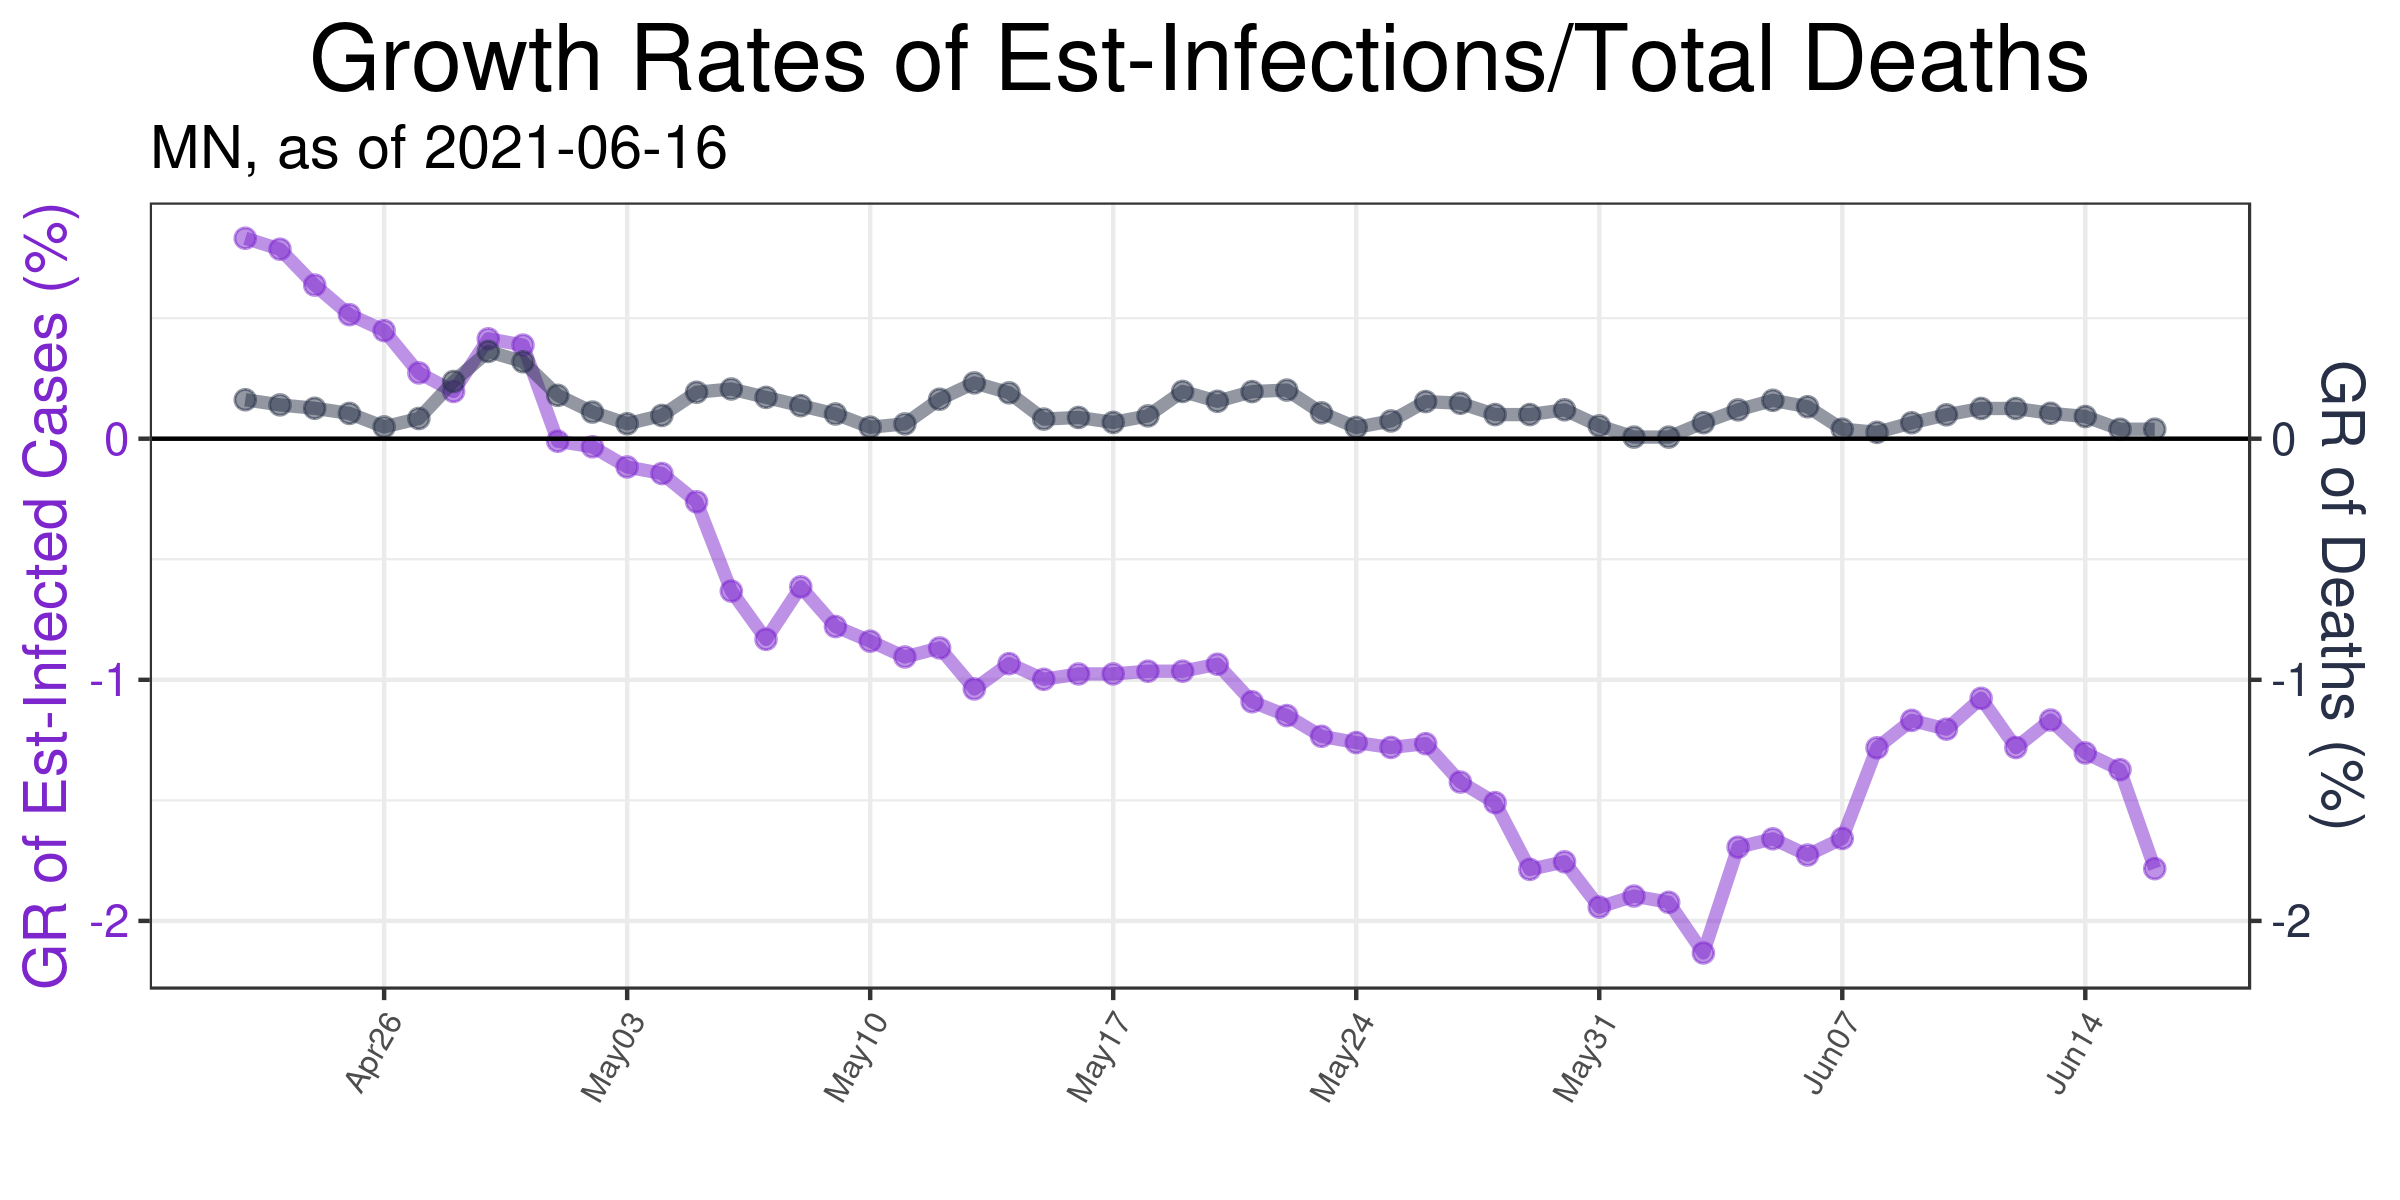 Growth Rates of Est-Infections/Total Deaths
MN, as of 2021-06-16
GR of Est-Infected Cases (%)
0
-1
-2
0
-1
-2
GR of Deaths (%)
Apr26
May03
May10
May17
May24
May31
Jun07
Jun14